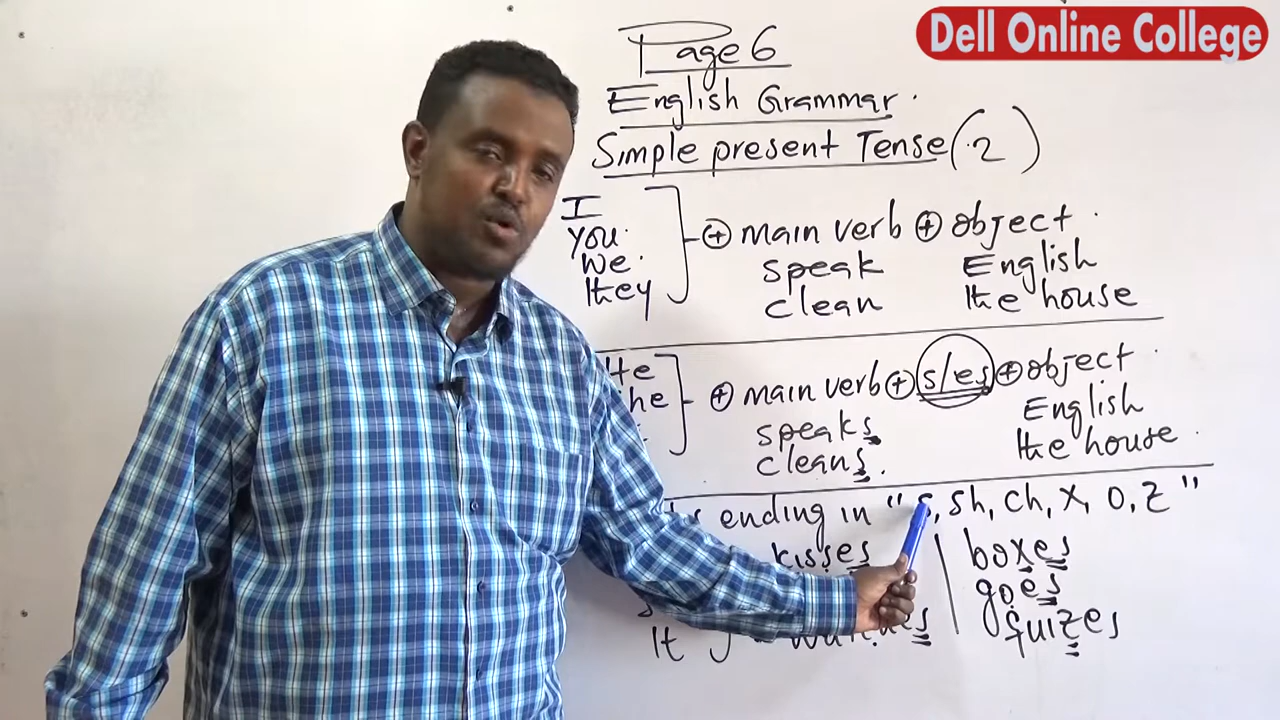 Dell Online College
Page 6
English Grammar.
Simple present Tense (2)
I
you
we
they
+ main verb + object
speak English
clean the house
He
+ main verb + s/es + object
speaks English
cleans. the house.
ending in "s, sh, ch, x, o, z"
kisses
boxes
goes
It
quizes